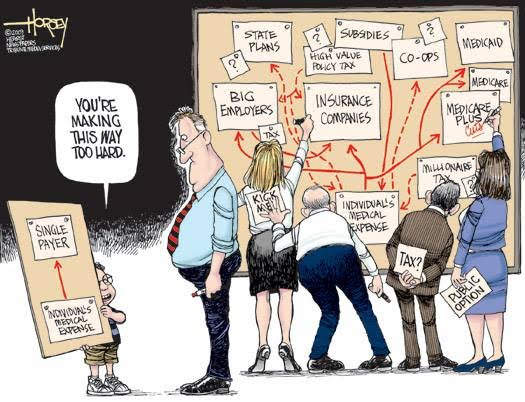 HORSEY
©2009
HEARST
NEWSPAPERS
TRIBUNE MEDIA SERVICES
YOU'RE
MAKING
THIS WAY
TOO HARD.
SINGLE
PAYER
INDIVIDUAL'S
MEDICAL
EXPENSE
STATE
PLANS
?
?
HIGH VALUE
POLICY TAX
SUBSIDIES
CO-OPS
?
MEDICAID
MEDICARE
BIG
EMPLOYERS
TAX
INSURANCE
COMPANIES
MEDICARE
PLUS
Cuts
MILLIONAIRE
TAX
?
KICK
ME!
INDIVIDUAL'S
MEDICAL
EXPENSE
TAX?
PUBLIC
OPTION